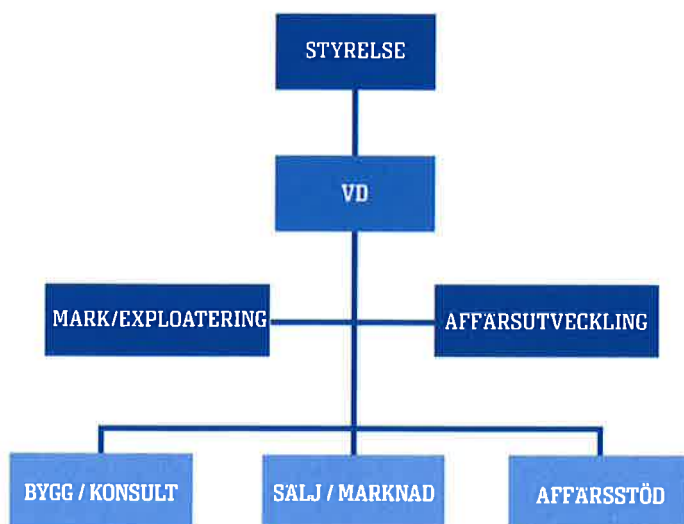 STYRELSE
VD
MARK/EXPLOATERING
AFFÄRSUTVECKLING
BYGG / KONSULT
SÄLJ / MARKNAD
AFFÄRSSTÖD